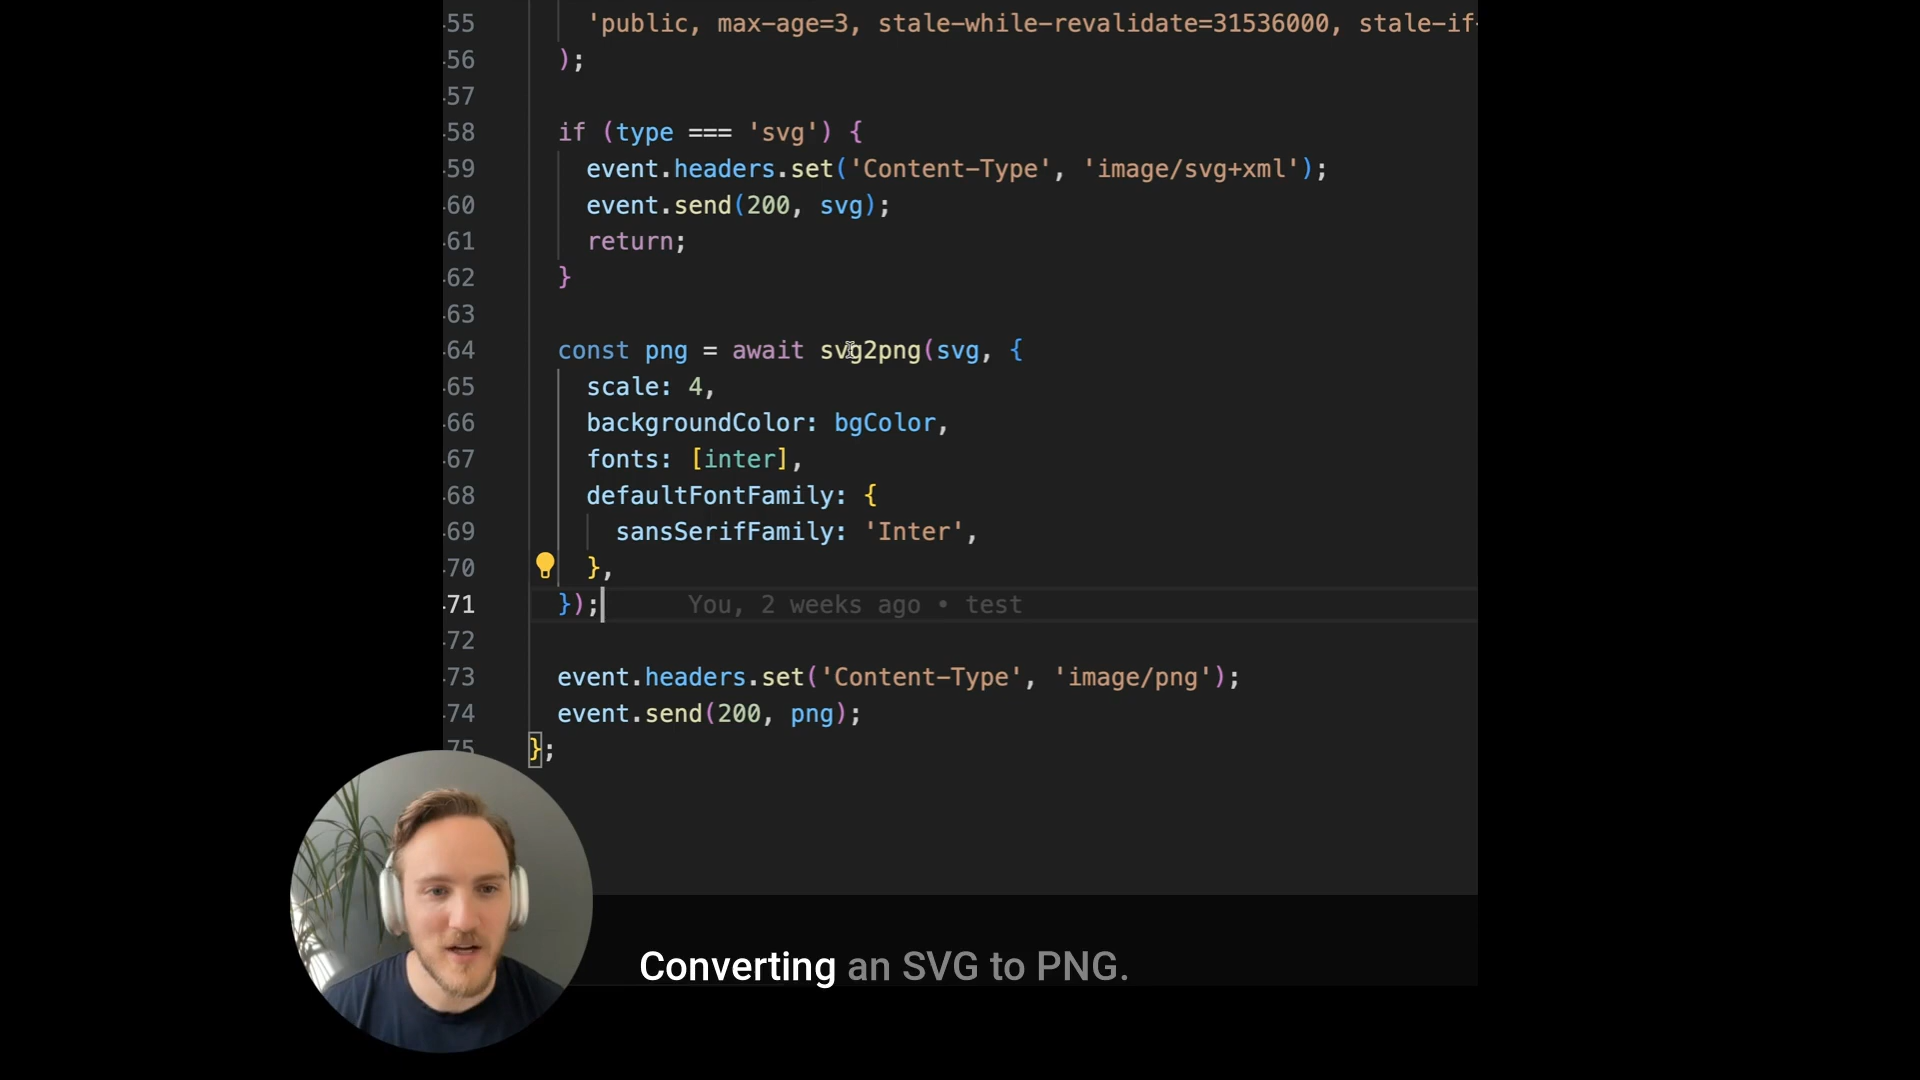 55 'public, max-age=3, stale-while-revalidate=31536000, stale-if-
56 );
57
58 if (type === 'svg') {
59 event.headers.set('Content-Type', 'image/svg+xml');
60 event.send(200, svg);
61 return;
62 }
63
64 const png = await svg2png(svg, {
65 scale: 4,
66 backgroundColor: bgColor,
67 fonts: [inter],
68 defaultFontFamily: {
69 sansSerifFamily: 'Inter',
70 },
71 }); You, 2 weeks ago • test
72
73 event.headers.set('Content-Type', 'image/png');
74 event.send(200, png);
75 };
Converting an SVG to PNG.